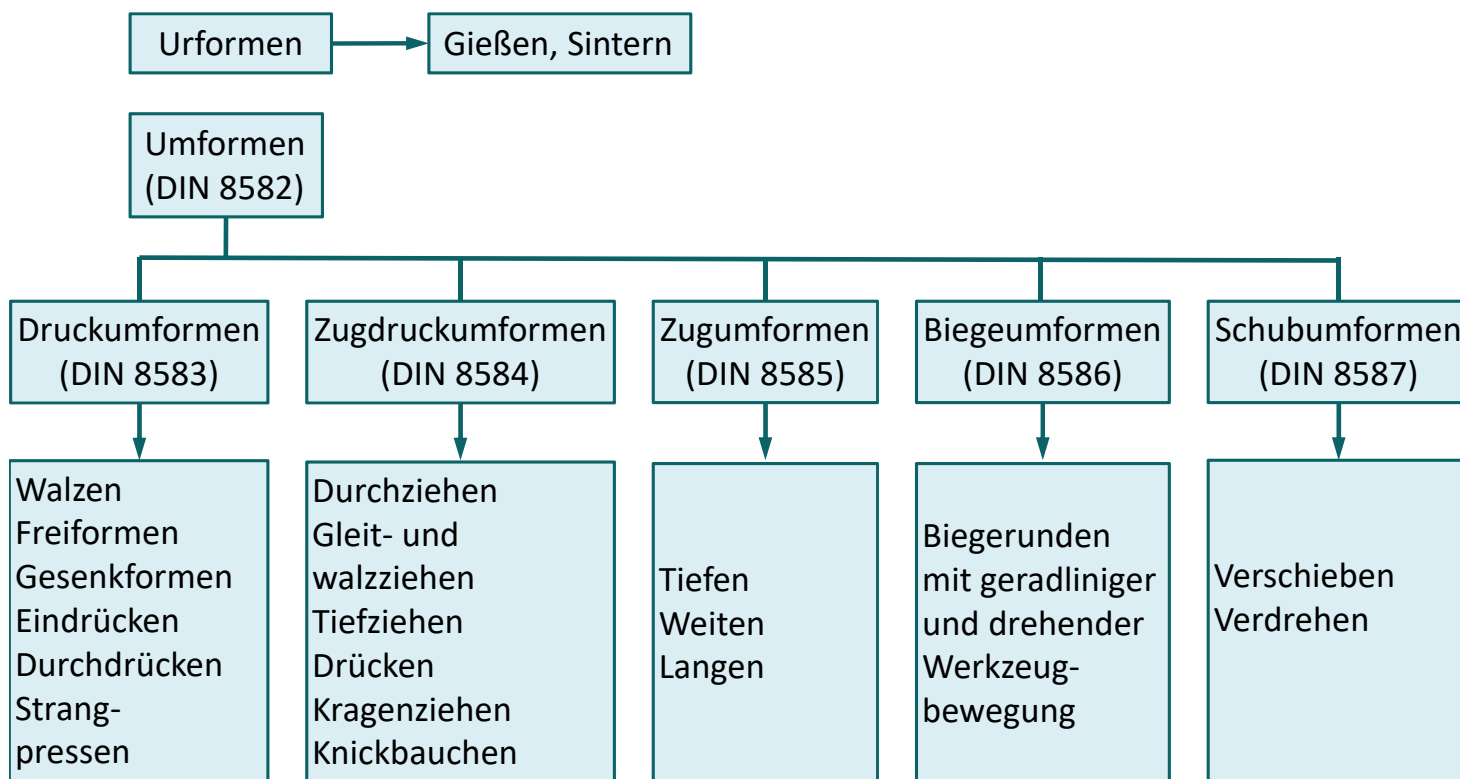 Urformen
Gießen, Sintern
Umformen
(DIN 8582)
Druckumformen
(DIN 8583)
Zugdruckumformen
(DIN 8584)
Zugumformen
(DIN 8585)
Biegeumformen
(DIN 8586)
Schubumformen
(DIN 8587)
Walzen
Freiformen
Gesenkformen
Eindrücken
Durchdrücken
Strang-
pressen
Durchziehen
Gleit- und
walzziehen
Tiefziehen
Drücken
Kragenziehen
Knickbauchen
Tiefen
Weiten
Langen
Biegerunden
mit geradliniger
und drehender
Werkzeug-
bewegung
Verschieben
Verdrehen